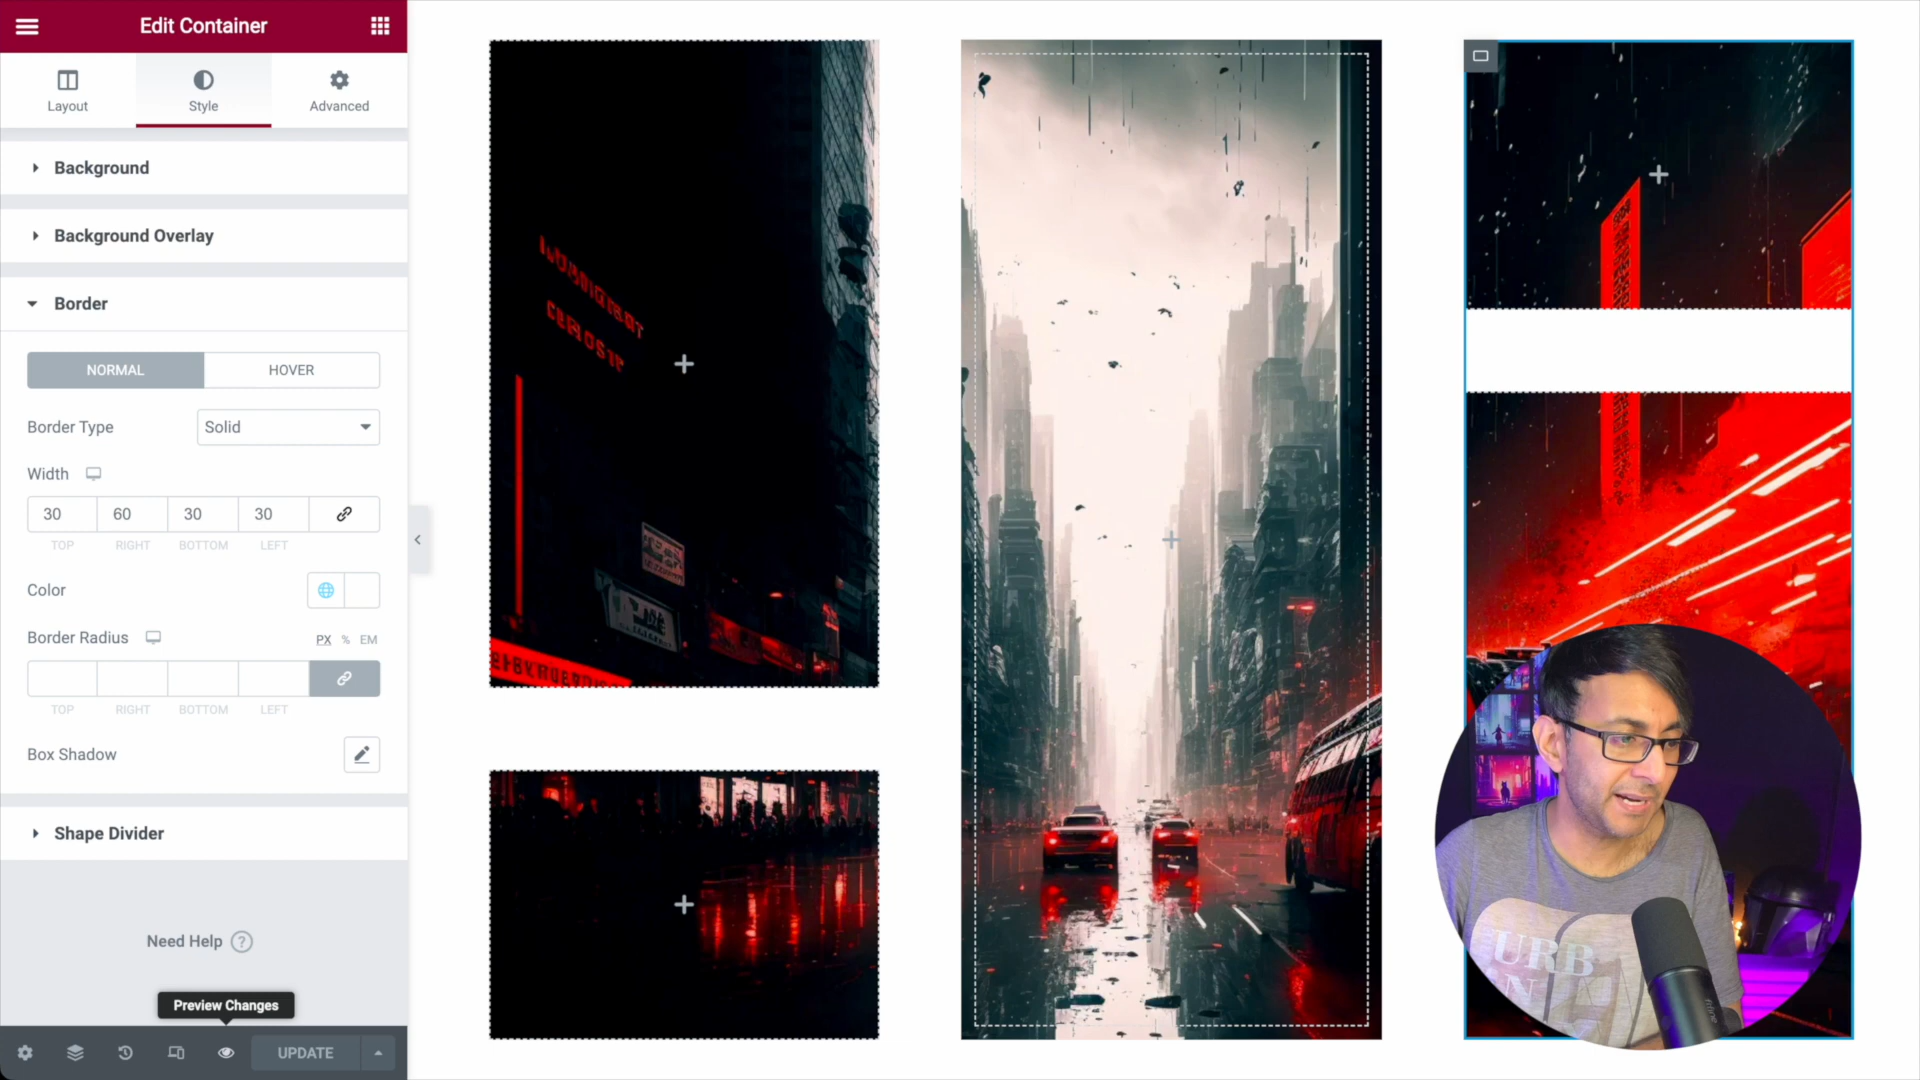 Edit Container
Layout
Style
Advanced
Background
Background Overlay
Border
NORMAL
HOVER
Border Type
Solid
Width
30
60
30
30
TOP
RIGHT
BOTTOM
LEFT
Color
Border Radius
PX
%
EM
TOP
RIGHT
BOTTOM
LEFT
Box Shadow
Shape Divider
Need Help
?
Preview Changes
UPDATE
URB
AN